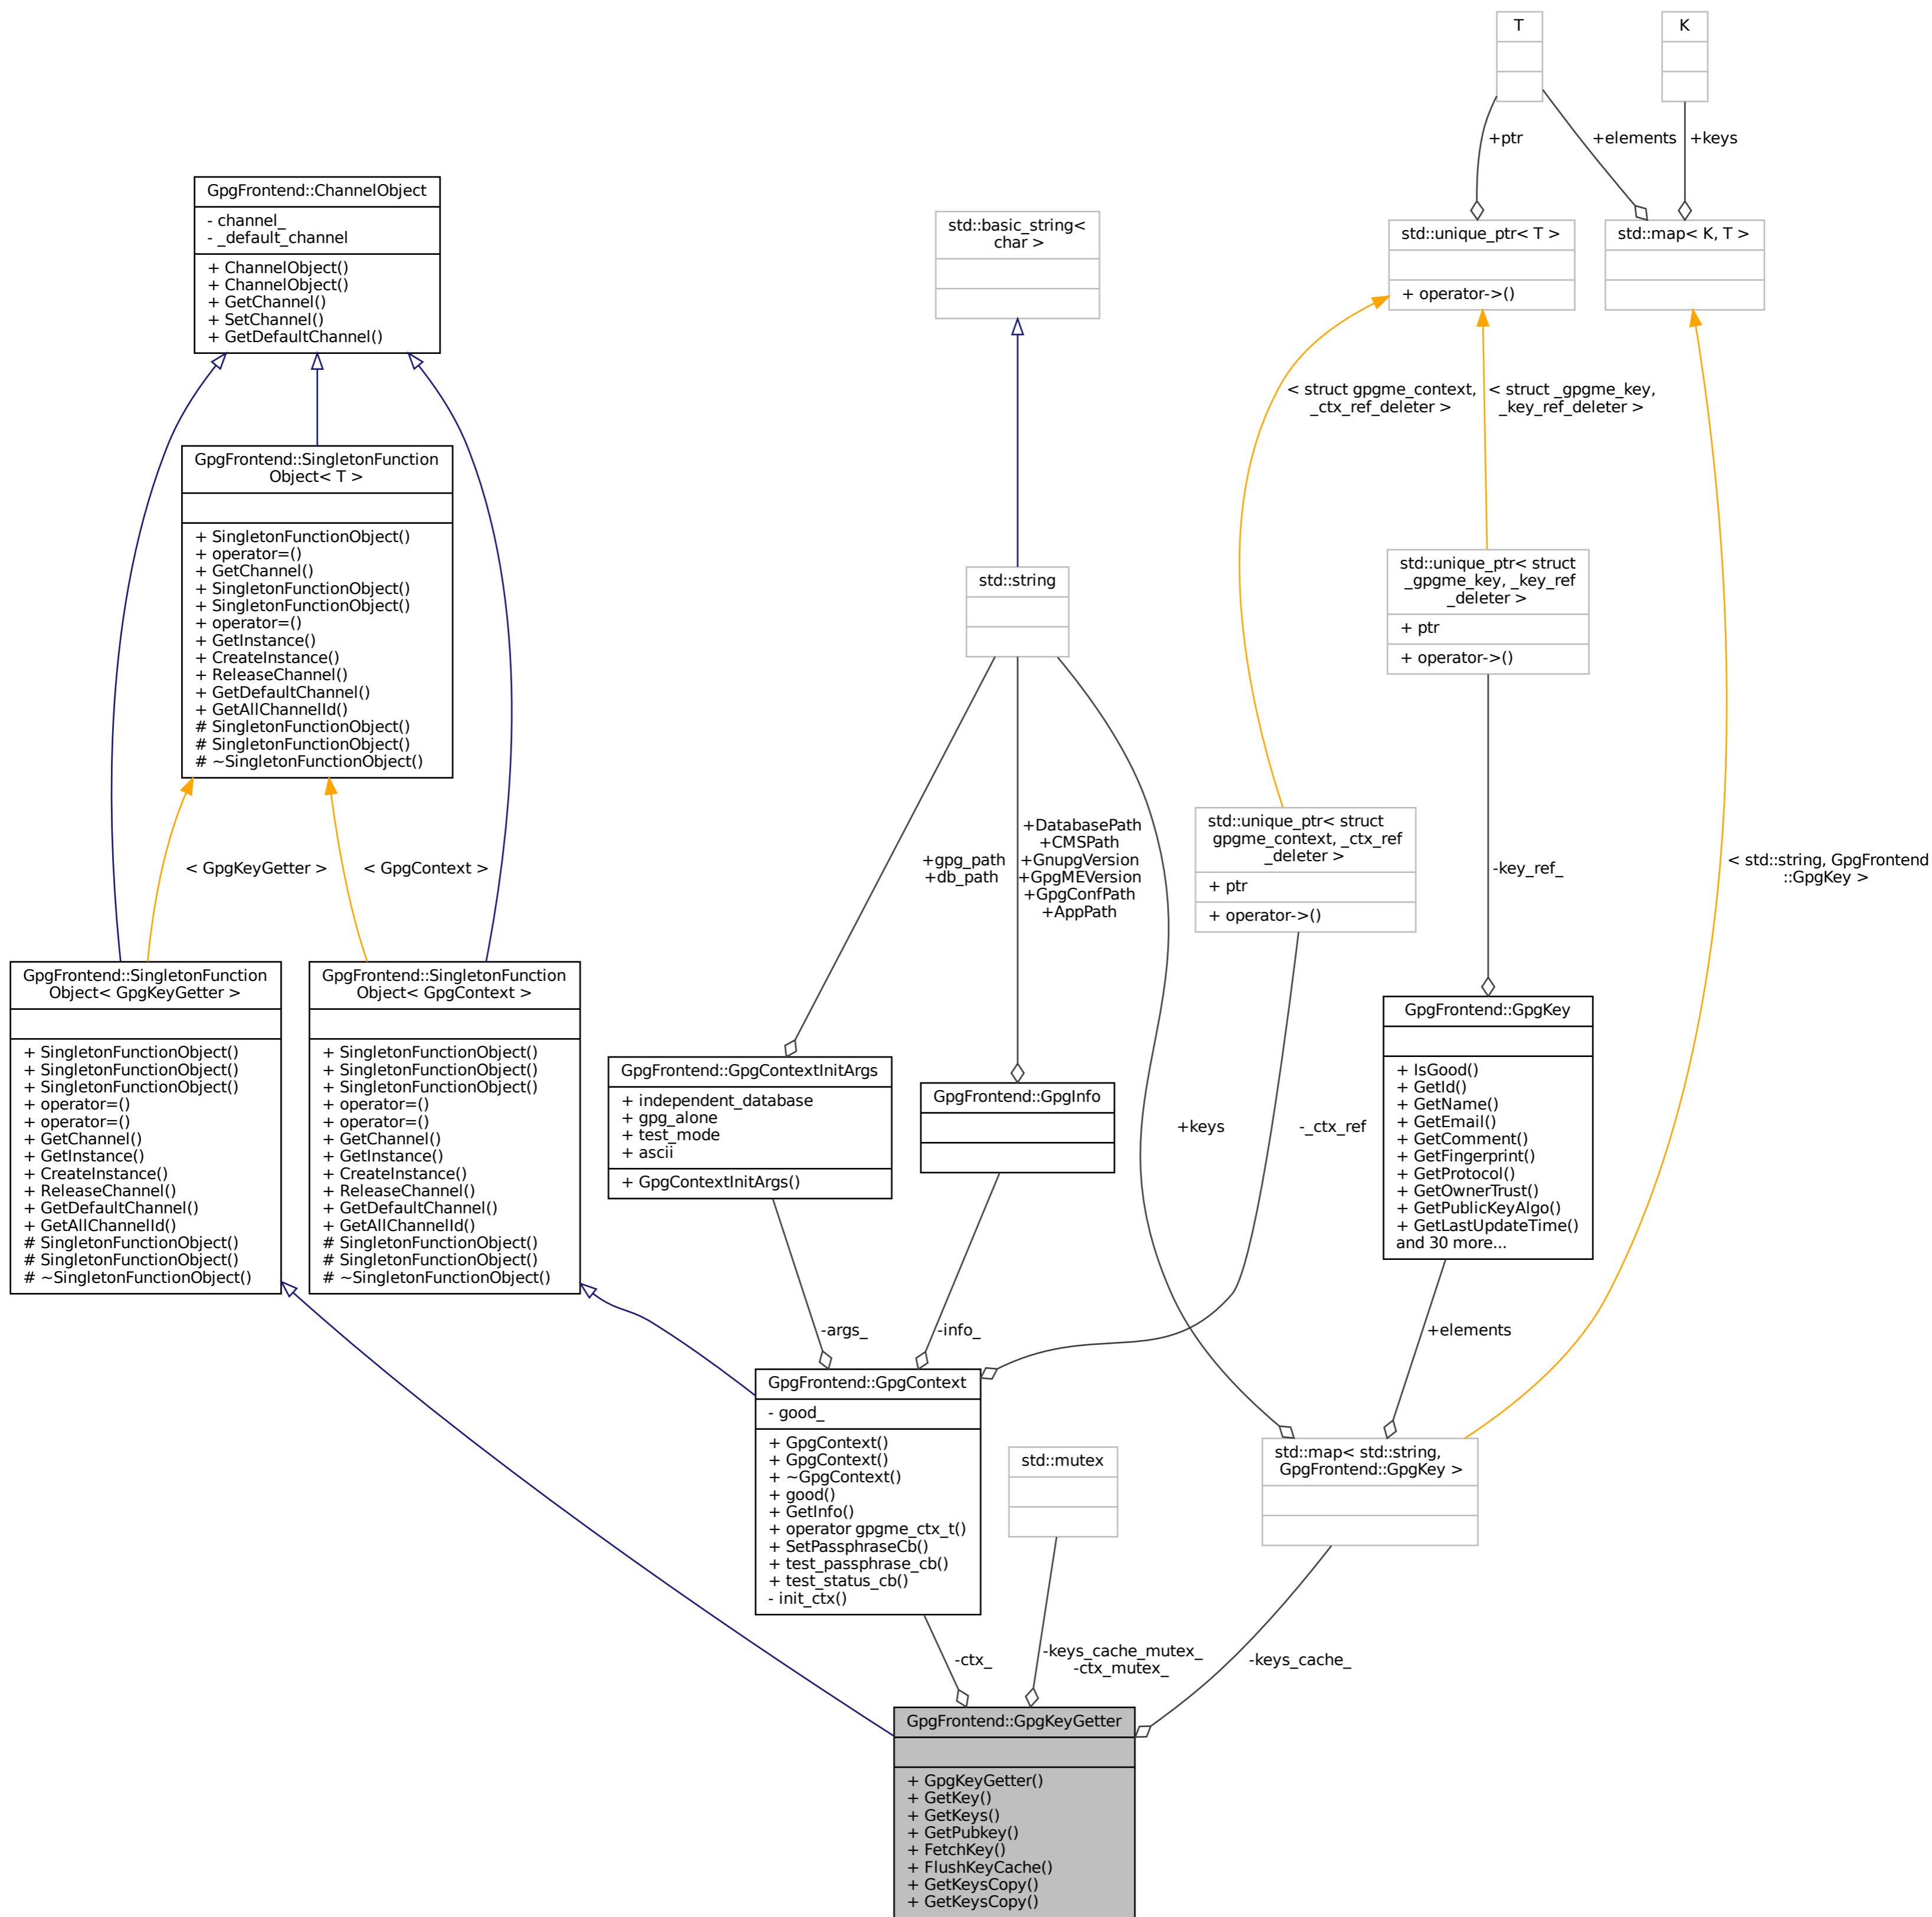 T
K
+ptr
+elements
+keys
GpgFrontend::ChannelObject
- channel_
- _default_channel
+ ChannelObject()
+ ChannelObject()
+ GetChannel()
+ SetChannel()
+ GetDefaultChannel()
std::basic_string<
char >
std::unique_ptr< T >
+ operator->()
std::map< K, T >
< struct gpgme_context,
_ctx_ref_deleter >
< struct _gpgme_key,
_key_ref_deleter >
GpgFrontend::SingletonFunction
Object< T >
+ SingletonFunctionObject()
+ operator=()
+ GetChannel()
+ SingletonFunctionObject()
+ SingletonFunctionObject()
+ operator=()
+ GetInstance()
+ CreateInstance()
+ ReleaseChannel()
+ GetDefaultChannel()
+ GetAllChannelId()
# SingletonFunctionObject()
# SingletonFunctionObject()
# ~SingletonFunctionObject()
std::string
std::unique_ptr< struct
_gpgme_key, _key_ref
_deleter >
+ ptr
+ operator->()
< GpgKeyGetter >
< GpgContext >
+gpg_path
+db_path
+DatabasePath
+CMSPath
+GnupgVersion
+GpgMEVersion
+GpgConfPath
+AppPath
std::unique_ptr< struct
gpgme_context, _ctx_ref
_deleter >
+ ptr
+ operator->()
-key_ref_
< std::string, GpgFrontend
::GpgKey >
GpgFrontend::SingletonFunction
Object< GpgKeyGetter >
+ SingletonFunctionObject()
+ SingletonFunctionObject()
+ SingletonFunctionObject()
+ operator=()
+ operator=()
+ GetChannel()
+ GetInstance()
+ CreateInstance()
+ ReleaseChannel()
+ GetDefaultChannel()
+ GetAllChannelId()
# SingletonFunctionObject()
# SingletonFunctionObject()
# ~SingletonFunctionObject()
GpgFrontend::SingletonFunction
Object< GpgContext >
+ SingletonFunctionObject()
+ SingletonFunctionObject()
+ SingletonFunctionObject()
+ operator=()
+ operator=()
+ GetChannel()
+ GetInstance()
+ CreateInstance()
+ ReleaseChannel()
+ GetDefaultChannel()
+ GetAllChannelId()
# SingletonFunctionObject()
# SingletonFunctionObject()
# ~SingletonFunctionObject()
GpgFrontend::GpgContextInitArgs
+ independent_database
+ gpg_alone
+ test_mode
+ ascii
+ GpgContextInitArgs()
GpgFrontend::GpgInfo
+keys
-_ctx_ref
GpgFrontend::GpgKey
+ IsGood()
+ GetId()
+ GetName()
+ GetEmail()
+ GetComment()
+ GetFingerprint()
+ GetProtocol()
+ GetOwnerTrust()
+ GetPublicKeyAlgo()
+ GetLastUpdateTime()
and 30 more...
-args_
-info_
+elements
GpgFrontend::GpgContext
- good_
+ GpgContext()
+ GpgContext()
+ ~GpgContext()
+ good()
+ GetInfo()
+ operator gpgme_ctx_t()
+ SetPassphraseCb()
+ test_passphrase_cb()
+ test_status_cb()
- init_ctx()
std::mutex
std::map< std::string,
GpgFrontend::GpgKey >
-ctx_
-keys_cache_mutex_
-ctx_mutex_
-keys_cache_
GpgFrontend::GpgKeyGetter
+ GpgKeyGetter()
+ GetKey()
+ GetKeys()
+ GetPubkey()
+ FetchKey()
+ FlushKeyCache()
+ GetKeysCopy()
+ GetKeysCopy()